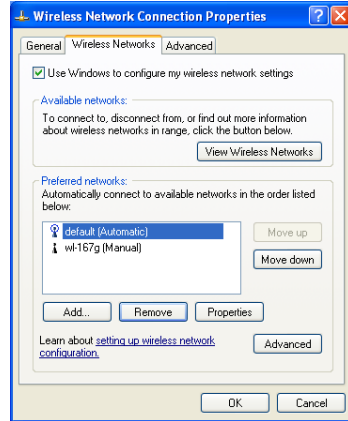 Wireless Network Connection Properties
General Wireless Networks Advanced
Use Windows to configure my wireless network settings
Available networks:
To connect to, disconnect from, or find out more information
about wireless networks in range, click the button below.
View Wireless Networks
Preferred networks:
Automatically connect to available networks in the order listed
below:
default (Automatic)
wl-167g (Manual)
Move up
Move down
Add... Remove Properties
Learn about setting up wireless network
configuration.
Advanced
OK Cancel